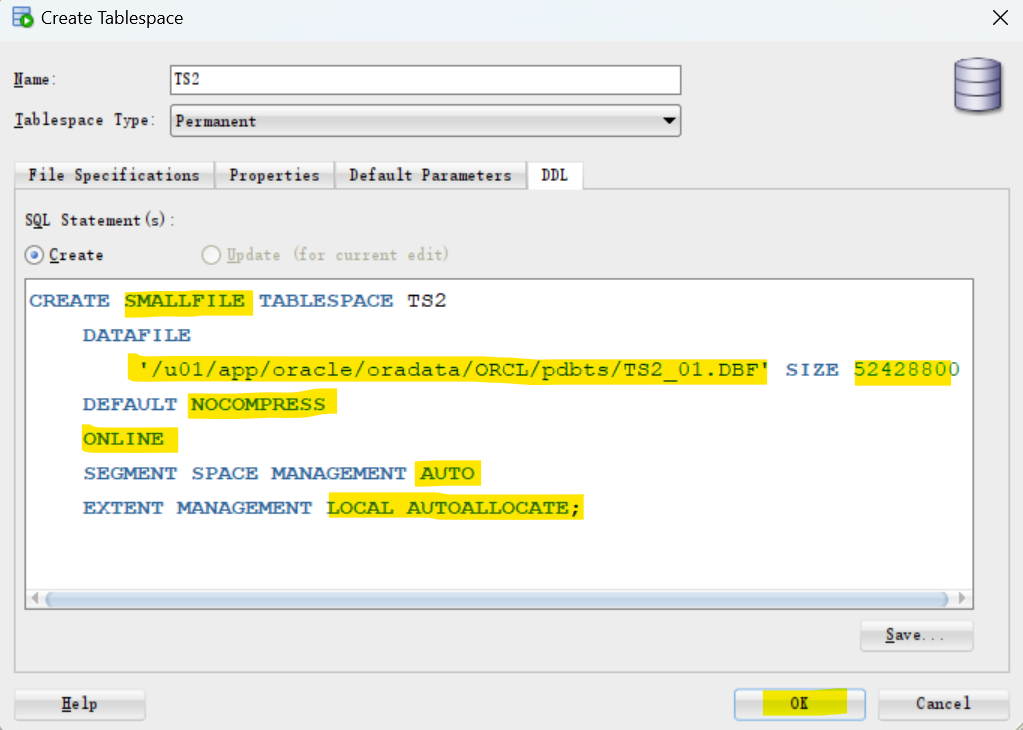 Create Tablespace
Name:
TS2
Tablespace Type:
Permanent
File Specifications
Properties
Default Parameters
DDL
SQL Statement(s):
Create
Update (for current edit)
CREATE SMALLFILE TABLESPACE TS2
DATAFILE
'/u01/app/oracle/oradata/ORCL/pdbts/TS2_01.DBF' SIZE 52428800
DEFAULT NOCOMPRESS
ONLINE
SEGMENT SPACE MANAGEMENT AUTO
EXTENT MANAGEMENT LOCAL AUTOALLOCATE;
Save...
Help
OK
Cancel